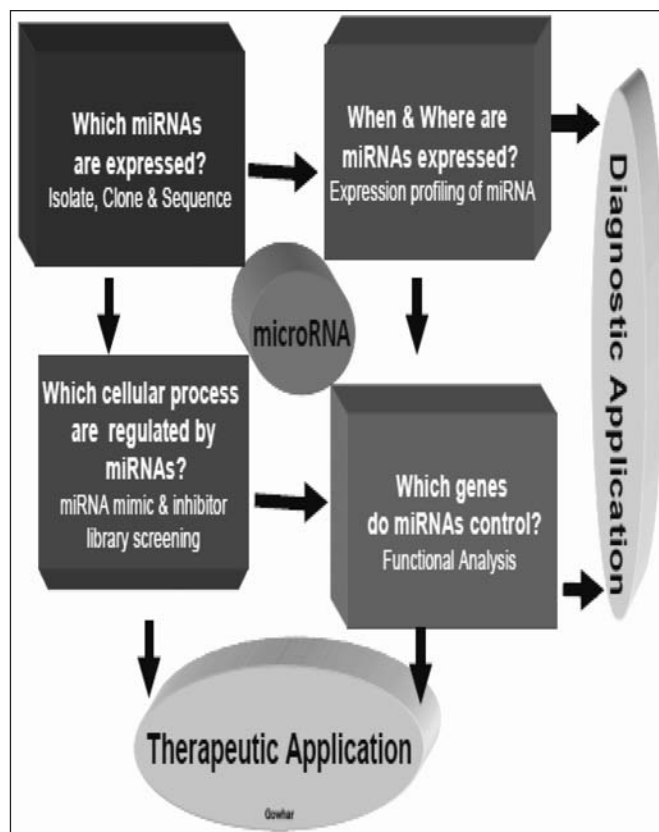 Which miRNAs
are expressed?
Isolate, Clone & Sequence
When & Where are
miRNAs expressed?
Expression profiling of miRNA
Diagnostic Application
microRNA
Which cellular process
are regulated by
miRNAs?
miRNA mimic & inhibitor
library screening
Which genes
do miRNAs control?
Functional Analysis
Therapeutic Application
Gowhar